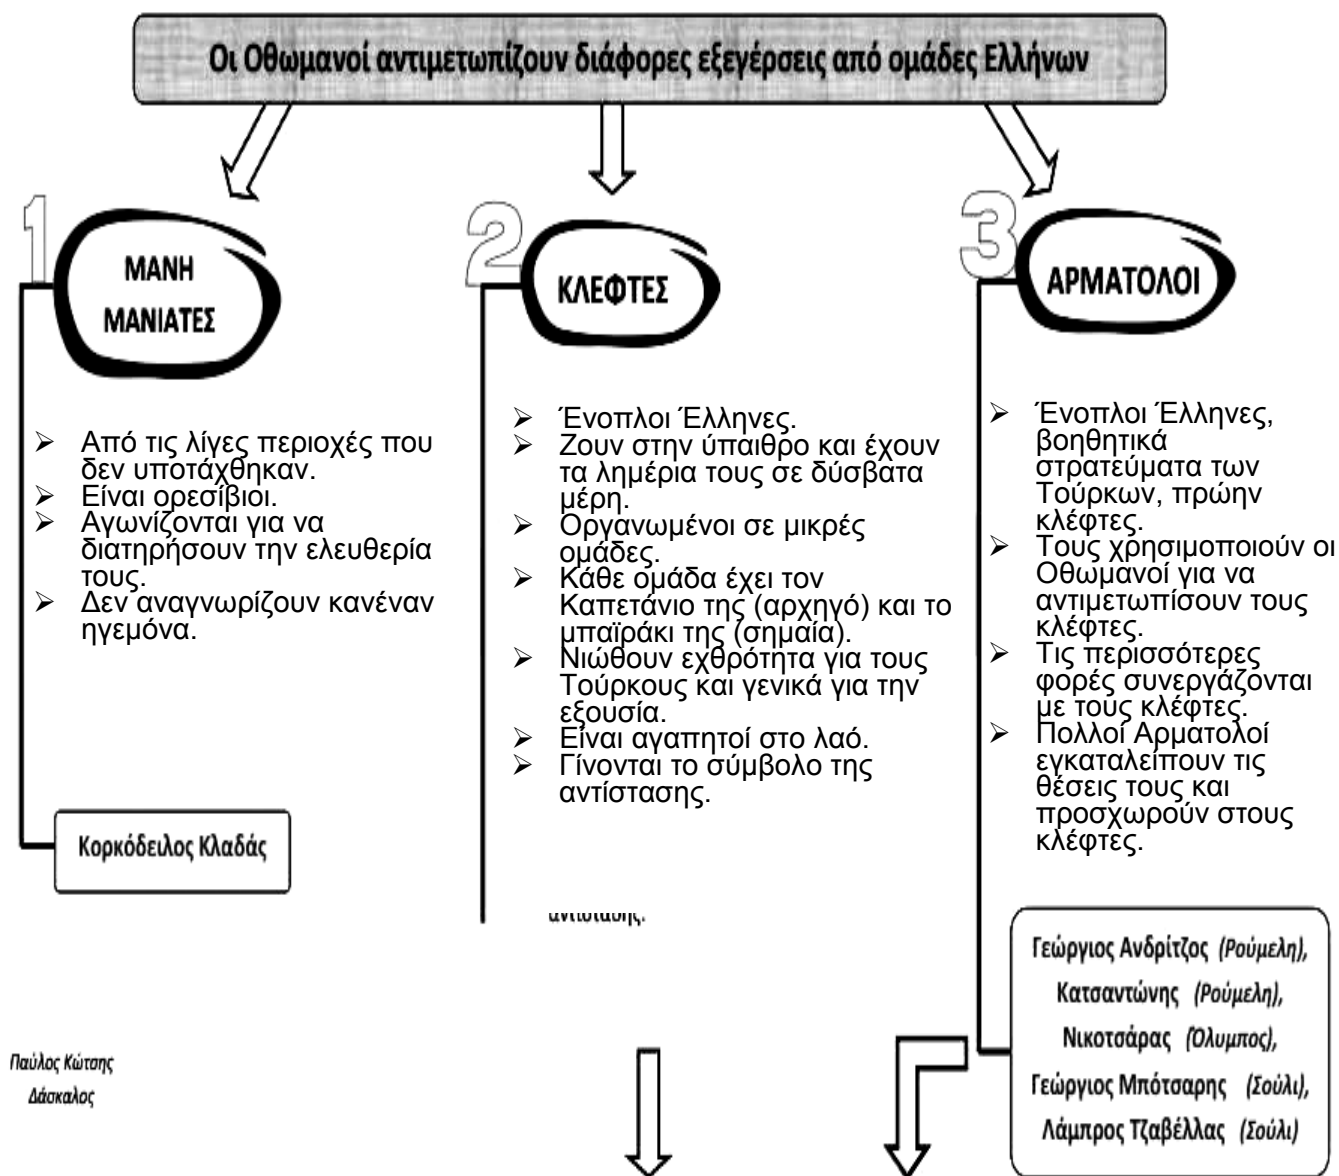 Οι Οθωμανοί αντιμετωπίζουν διάφορες εξεγέρσεις από ομάδες Ελλήνων
1
ΜΑΝΗ
ΜΑΝΙΑΤΕΣ
➢ Από τις λίγες περιοχές που
δεν υποτάχθηκαν.
➢ Είναι ορεσίβιοι.
➢ Αγωνίζονται για να
διατηρήσουν την ελευθερία
τους.
➢ Δεν αναγνωρίζουν κανέναν
ηγεμόνα.
Κορκόδειλος Κλαδάς
2
ΚΛΕΦΤΕΣ
➢ Ένοπλοι Έλληνες.
➢ Ζουν στην ύπαιθρο και έχουν
τα λημέρια τους σε δύσβατα
μέρη.
➢ Οργανωμένοι σε μικρές
ομάδες.
➢ Κάθε ομάδα έχει τον
Καπετάνιο της (αρχηγό) και το
μπαϊράκι της (σημαία).
➢ Νιώθουν εχθρότητα για τους
Τούρκους και γενικά για την
εξουσία.
➢ Είναι αγαπητοί στο λαό.
➢ Γίνονται το σύμβολο της
αντίστασης.
αντίστασης.
3
ΑΡΜΑΤΟΛΟΙ
➢ Ένοπλοι Έλληνες,
βοηθητικά
στρατεύματα των
Τούρκων, πρώην
κλέφτες.
➢ Τους χρησιμοποιούν οι
Οθωμανοί για να
αντιμετωπίσουν τους
κλέφτες.
➢ Τις περισσότερες
φορές συνεργάζονται
με τους κλέφτες.
➢ Πολλοί Αρματολοί
εγκαταλείπουν τις
θέσεις τους και
προσχωρούν στους
κλέφτες.
Γεώργιος Ανδρίτζος (Ρούμελη),
Κατσαντώνης (Ρούμελη),
Νικοτσάρας (Όλυμπος),
Γεώργιος Μπότσαρης (Σούλι),
Λάμπρος Τζαβέλλας (Σούλι)
Παύλος Κώτσης
Δάσκαλος